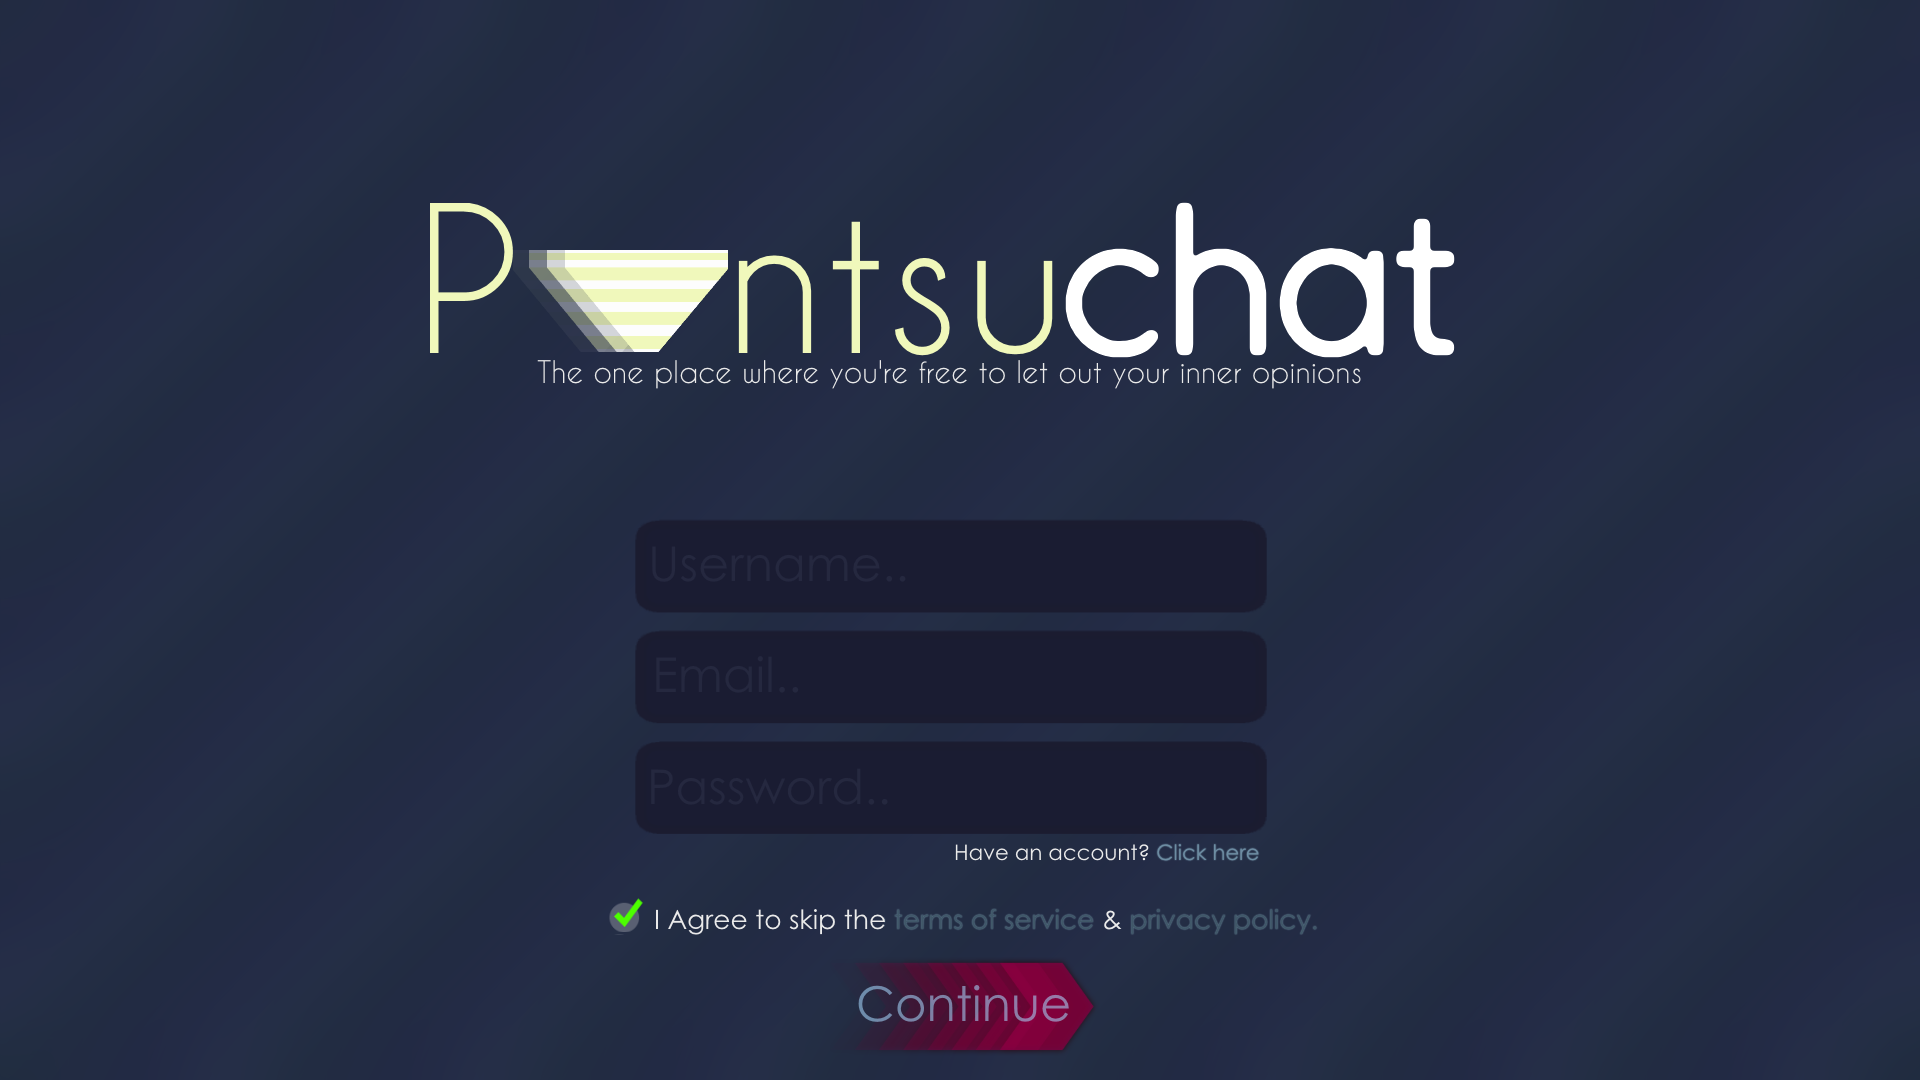 Pantsuchat
The one place where you're free to let out your inner opinions
Username..
Email..
Password..
Have an account? Click here
I Agree to skip the terms of service & privacy policy.
Continue